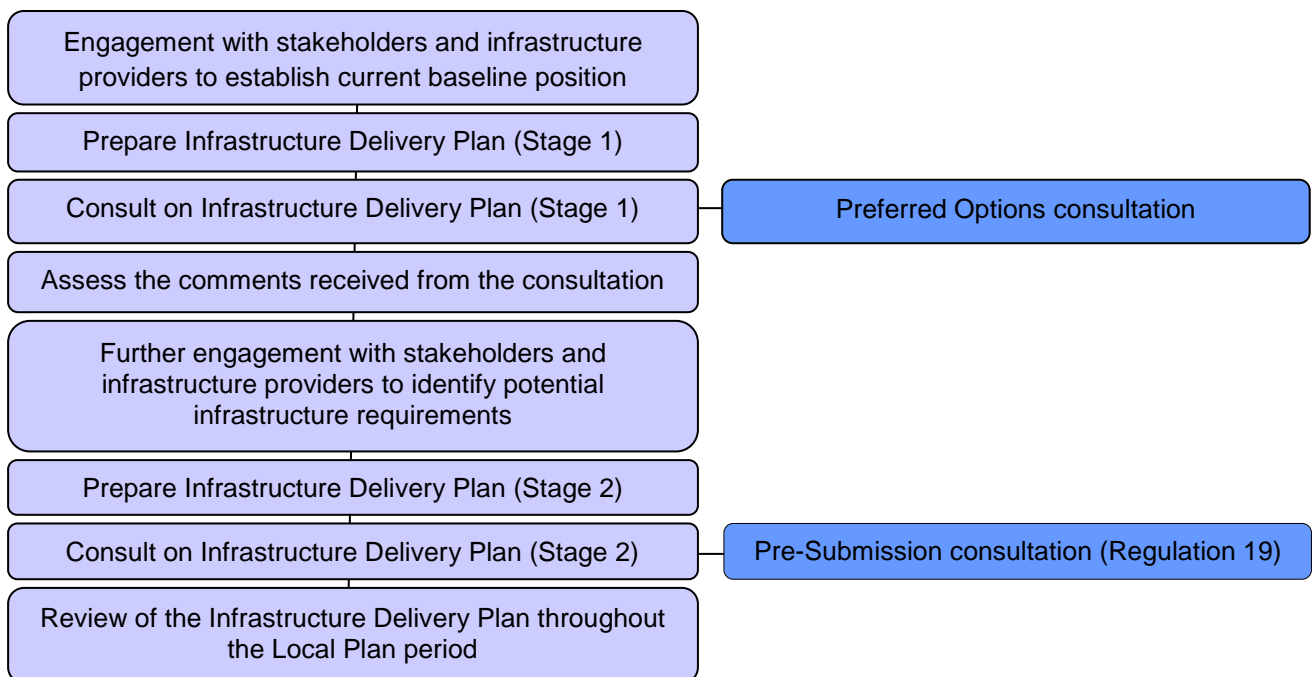 Engagement with stakeholders and infrastructure
providers to establish current baseline position
Prepare Infrastructure Delivery Plan (Stage 1)
Consult on Infrastructure Delivery Plan (Stage 1)
Preferred Options consultation
Assess the comments received from the consultation
Further engagement with stakeholders and
infrastructure providers to identify potential
infrastructure requirements
Prepare Infrastructure Delivery Plan (Stage 2)
Consult on Infrastructure Delivery Plan (Stage 2)
Pre-Submission consultation (Regulation 19)
Review of the Infrastructure Delivery Plan throughout
the Local Plan period